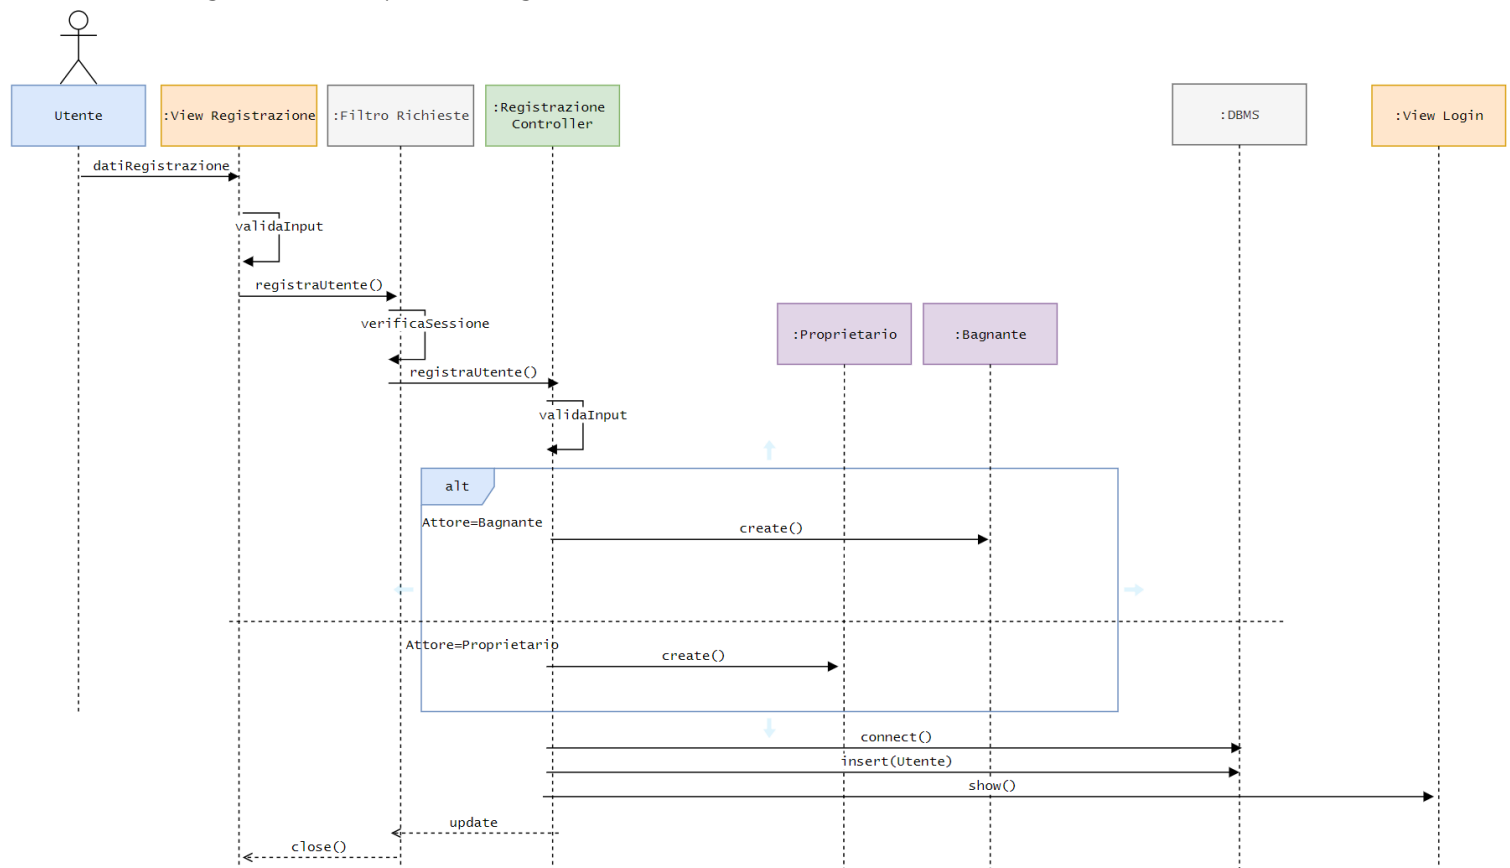 Utente
:View Registrazione
:Filtro Richieste
:Registrazione
Controller
:DBMS
:View Login
datiRegistrazione
validaInput
registraUtente()
verificaSessione
:Proprietario
:Bagnante
registraUtente()
validaInput
alt
Attore=Bagnante
create()
Attore=Proprietario
create()
connect()
insert(Utente)
show()
update
close()